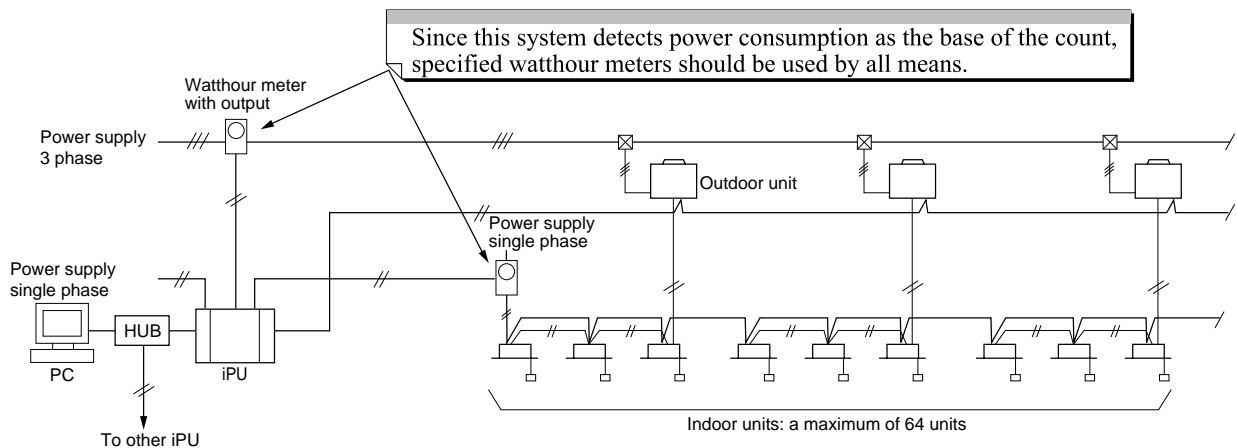 Since this system detects power consumption as the base of the count,
specified watthour meters should be used by all means.
Watthour meter
with output
Power supply
3 phase
Outdoor unit
Power supply
single phase
Power supply
single phase
HUB
PC
iPU
To other iPU
Indoor units: a maximum of 64 units